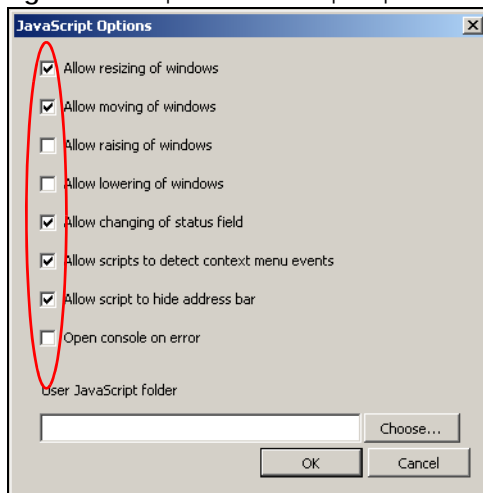 JavaScript Options
Allow resizing of windows
Allow moving of windows
Allow raising of windows
Allow lowering of windows
Allow changing of status field
Allow scripts to detect context menu events
Allow script to hide address bar
Open console on error
User JavaScript folder
Choose...
OK Cancel